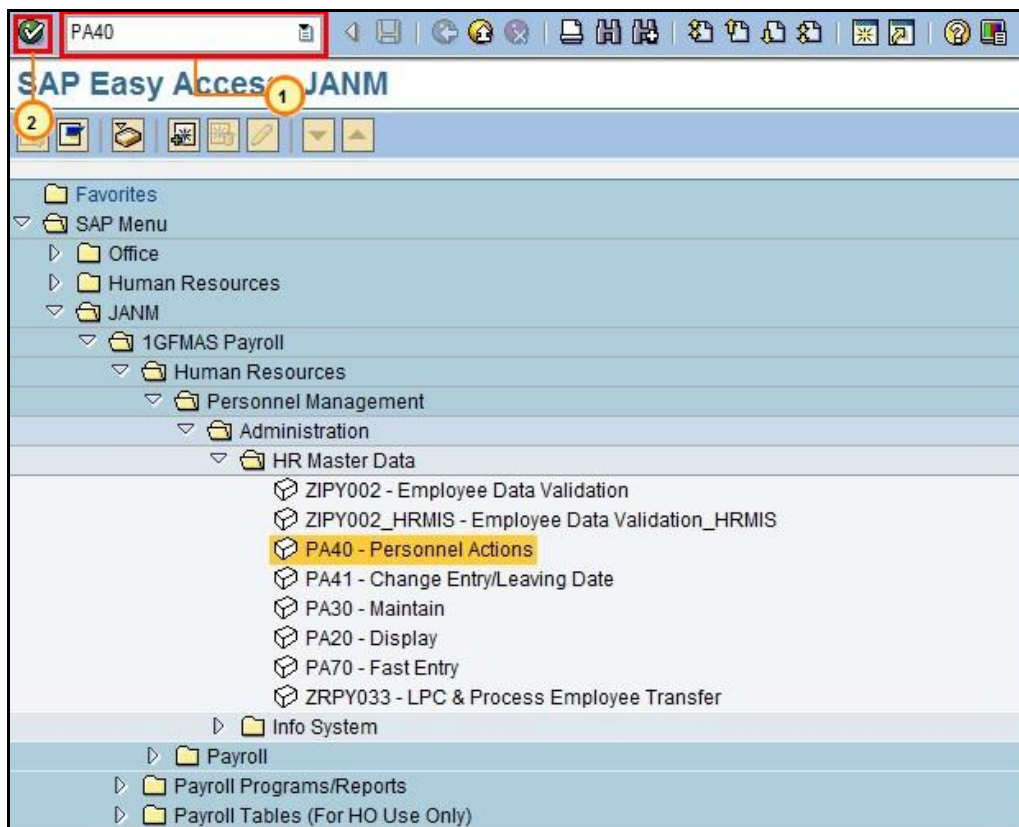 PA40
SAP Easy Access JANM
1
2
Favorites
SAP Menu
Office
Human Resources
JANM
1GFMAS Payroll
Human Resources
Personnel Management
Administration
HR Master Data
ZIPY002 - Employee Data Validation
ZIPY002_HRMIS - Employee Data Validation_HRMIS
PA40 - Personnel Actions
PA41 - Change Entry/Leaving Date
PA30 - Maintain
PA20 - Display
PA70 - Fast Entry
ZRPY033 - LPC & Process Employee Transfer
Info System
Payroll
Payroll Programs/Reports
Payroll Tables (For HO Use Only)